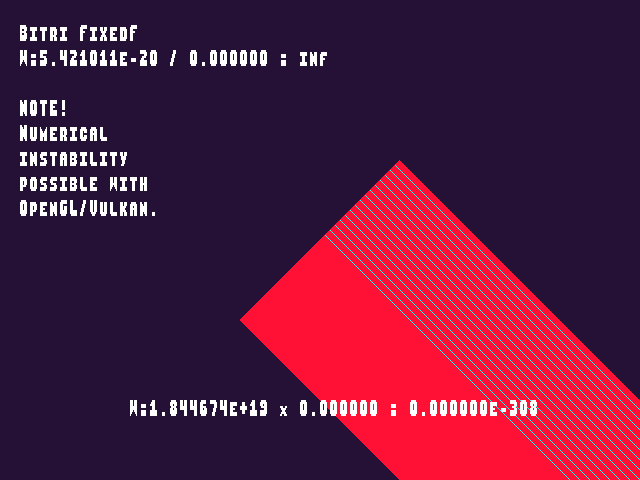 Bitri fixedf
W:5.421011e-20 / 0.000000 : inf
NOTE!
Numerical
instability
possible with
OpenGL/Vulkan.
W:1.844674e+19 x 0.000000 : 0.000000e-308